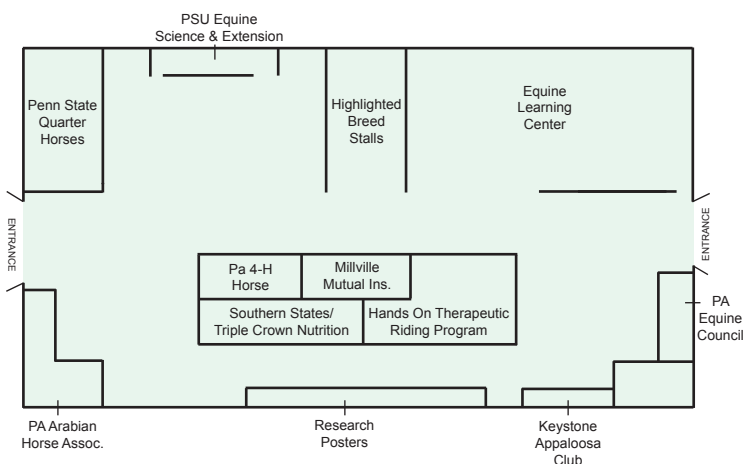 PSU Equine
Science & Extension
Penn State
Quarter
Horses
Highlighted
Breed
Stalls
Equine
Learning
Center
ENTRANCE
ENTRANCE
Pa 4-H
Horse
Millville
Mutual Ins.
Southern States/
Triple Crown Nutrition
Hands On Therapeutic
Riding Program
PA
Equine
Council
PA Arabian
Horse Assoc.
Research
Posters
Keystone
Appaloosa
Club